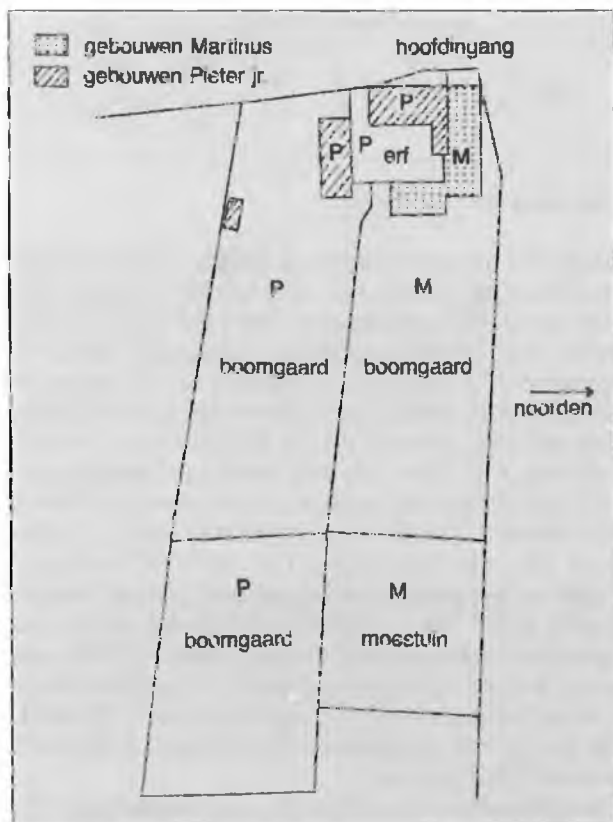 gebouwen Martinus
gebouwen Pieter jr.
hoofdingang
P
P
P
erf
M
P
M
boomgaard
boomgaard
noorden
P
M
boomgaard
moestuin